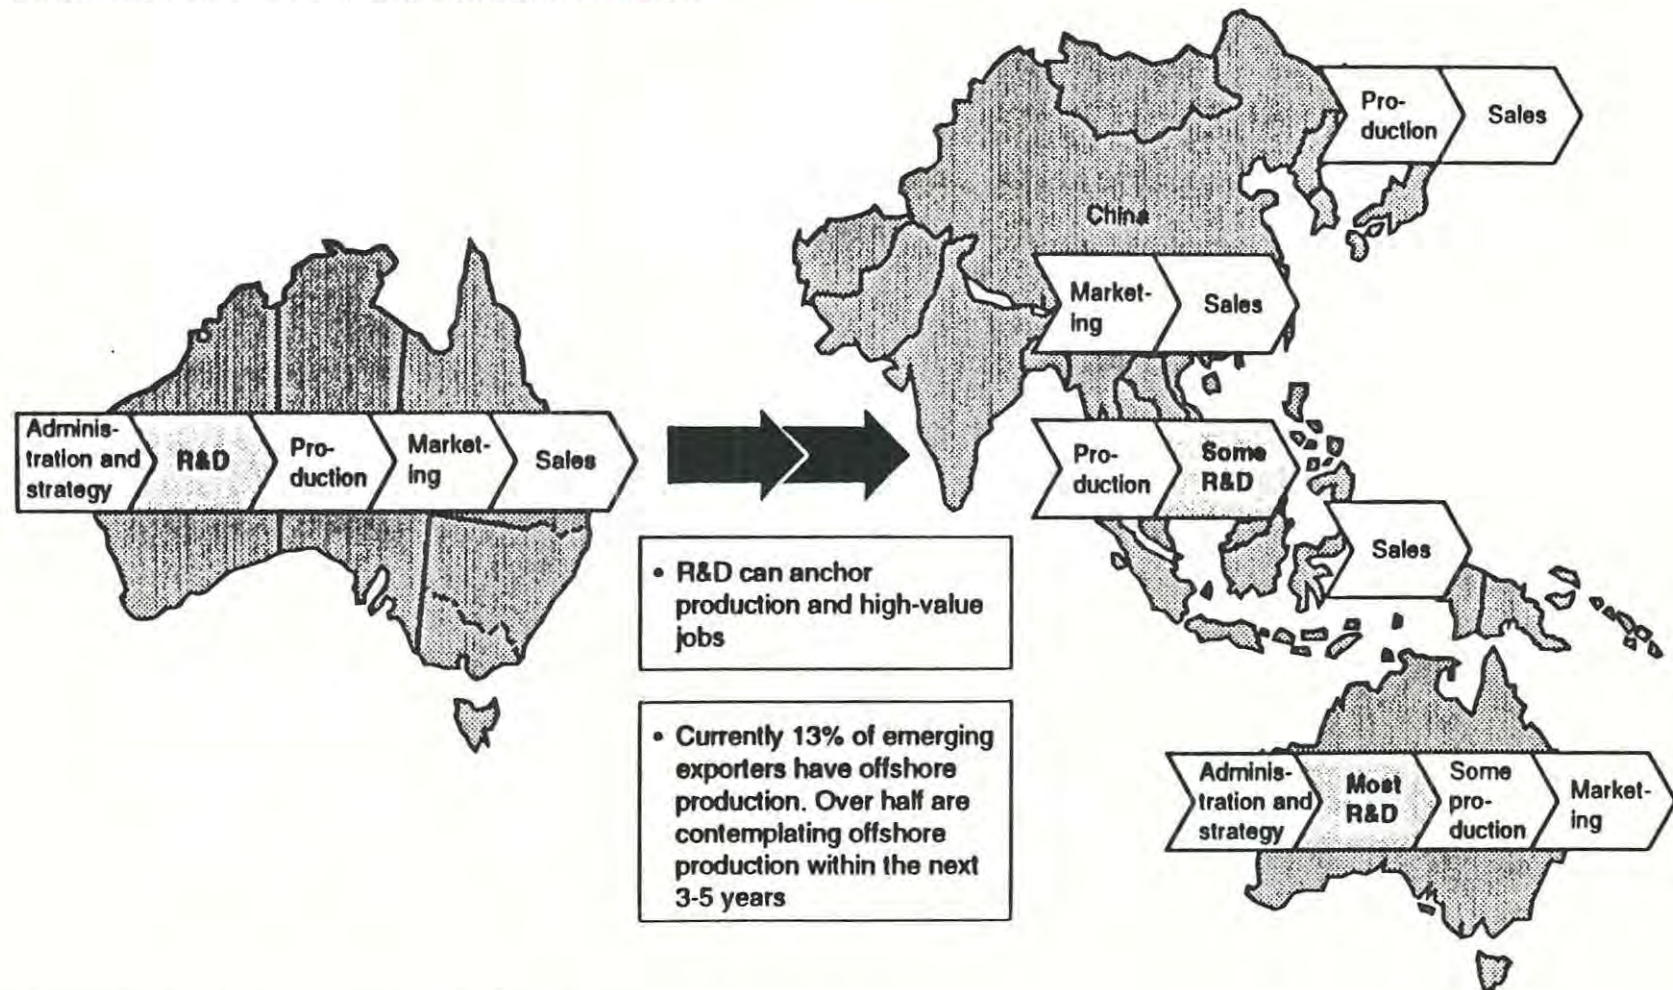 Adminis-
tration and
strategy
R&D
Pro-
duction
Market-
ing
Sales
• R&D can anchor
production and high-value
jobs
• Currently 13% of emerging
exporters have offshore
production. Over half are
contemplating offshore
production within the next
3-5 years
Pro-
duction
Sales
China
Market-
ing
Sales
Pro-
duction
Some
R&D
Sales
Adminis-
tration and
strategy
Most
R&D
Some
pro-
duction
Market-
ing